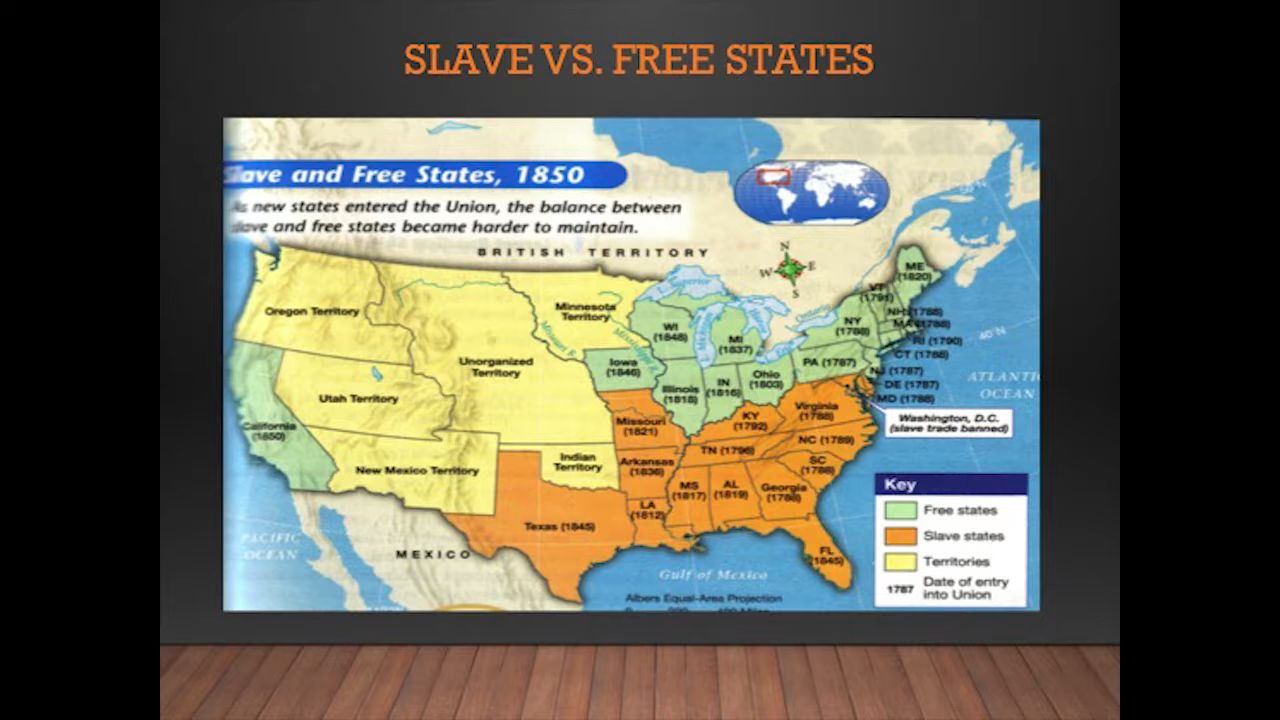 SLAVE VS. FREE STATES
lave and Free States, 1850
As new states entered the Union, the balance between
lave and free states became harder to maintain.
BRITISH TERRITORY
N
W E
S
L. Superior
ME
(1820)
VT
(1791)
NH (1788)
MA (1788)
RI (1790)
CT (1788)
NJ (1787)
DE (1787)
MD (1788)
NY
(1788)
PA (1787)
40°N
ATLANTIC
OCEAN
Washington, D.C.
(slave trade banned)
Oregon Territory
Minnesota
Territory
Missouri R.
Mississippi R.
Unorganized
Territory
WI
(1848)
MI
(1837)
Iowa
(1846)
Illinois
(1818)
IN
(1816)
Ohio
(1803)
Utah Territory
California
(1850)
New Mexico Territory
Indian
Territory
Missouri
(1821)
KY
(1792)
Virginia
(1788)
NC (1789)
TN (1796)
SC
(1788)
Arkansas
(1836)
MS
(1817)
AL
(1819)
Georgia
(1788)
LA
(1812)
Texas (1845)
FL
(1845)
PACIFIC
OCEAN
MEXICO
Gulf of Mexico
Albers Equal-Area Projection
Key
Free states
Slave states
Territories
1787 Date of entry
into Union